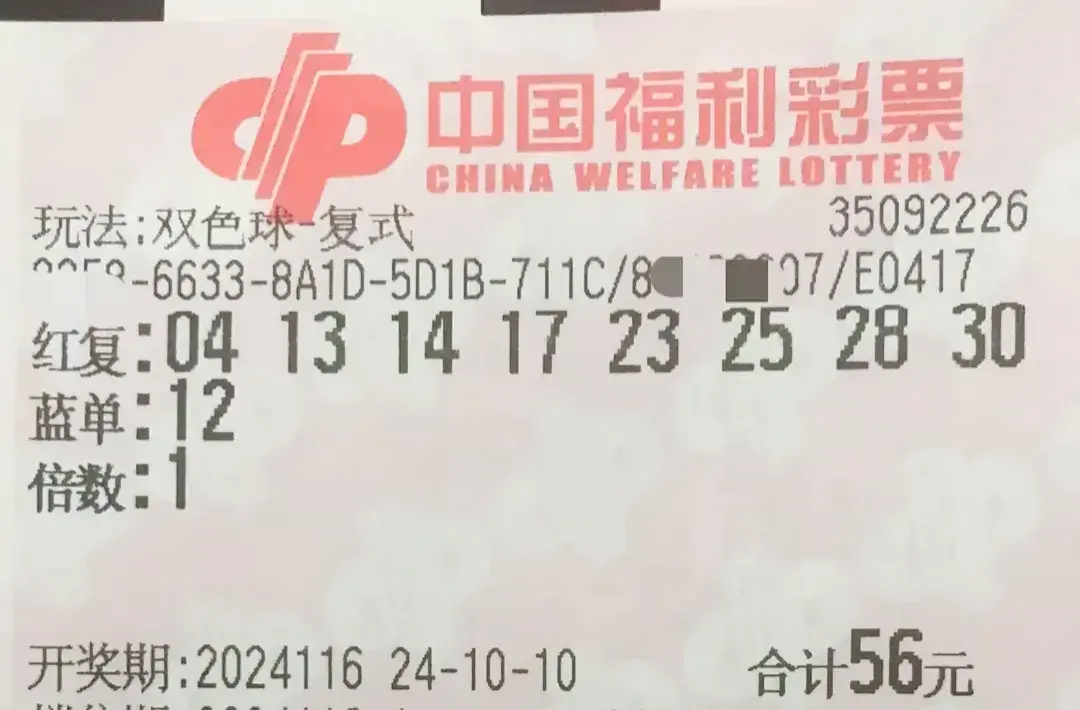 中国福利彩票
CHINA WELFARE LOTTERY
玩法:双色球-复式 35092226
-6633-8A1D-5D1B-711C/8 07/E0417
红复:04 13 14 17 23 25 28 30
蓝单:12
倍数:1
开奖期:2024116 24-10-10 合计56元